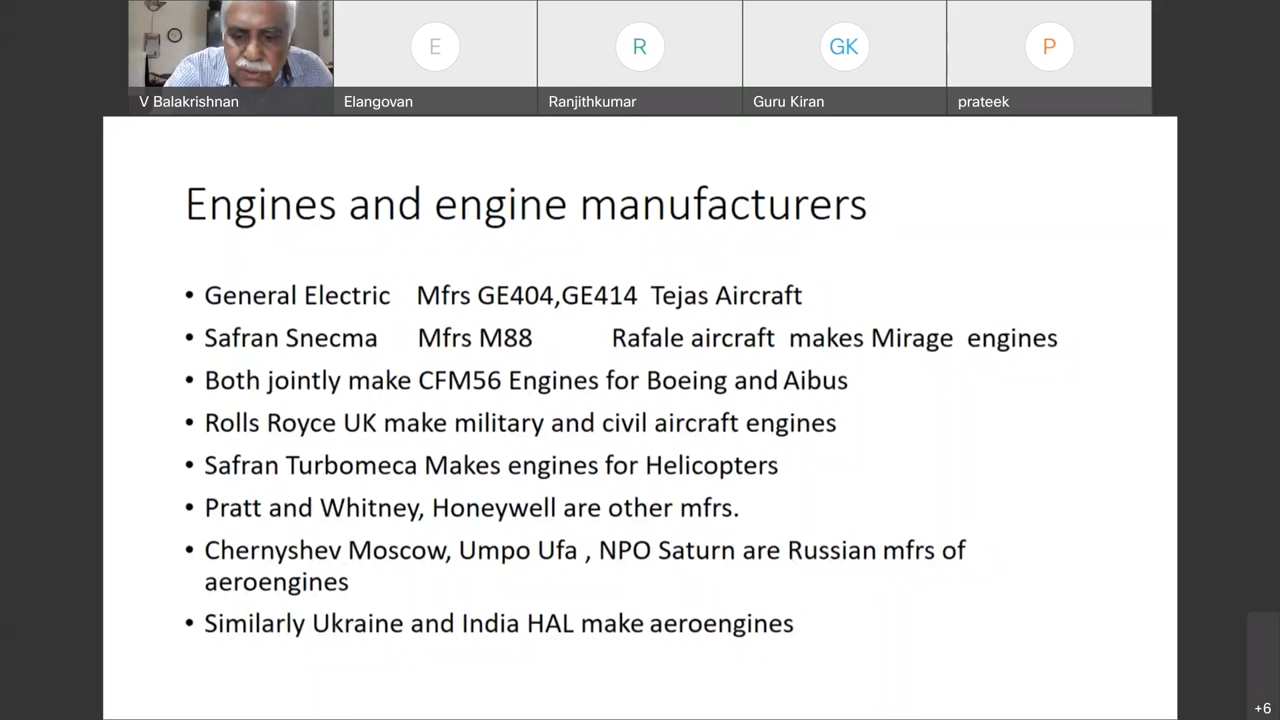 E
R
GK
P
V Balakrishnan
Elangovan
Ranjithkumar
Guru Kiran
prateek
Engines and engine manufacturers
• General Electric Mfrs GE404,GE414 Tejas Aircraft
• Safran Snecma Mfrs M88 Rafale aircraft makes Mirage engines
• Both jointly make CFM56 Engines for Boeing and Aibus
• Rolls Royce UK make military and civil aircraft engines
• Safran Turbomeca Makes engines for Helicopters
• Pratt and Whitney, Honeywell are other mfrs.
• Chernyshev Moscow, Umpo Ufa , NPO Saturn are Russian mfrs of
aeroengines
• Similarly Ukraine and India HAL make aeroengines
+6